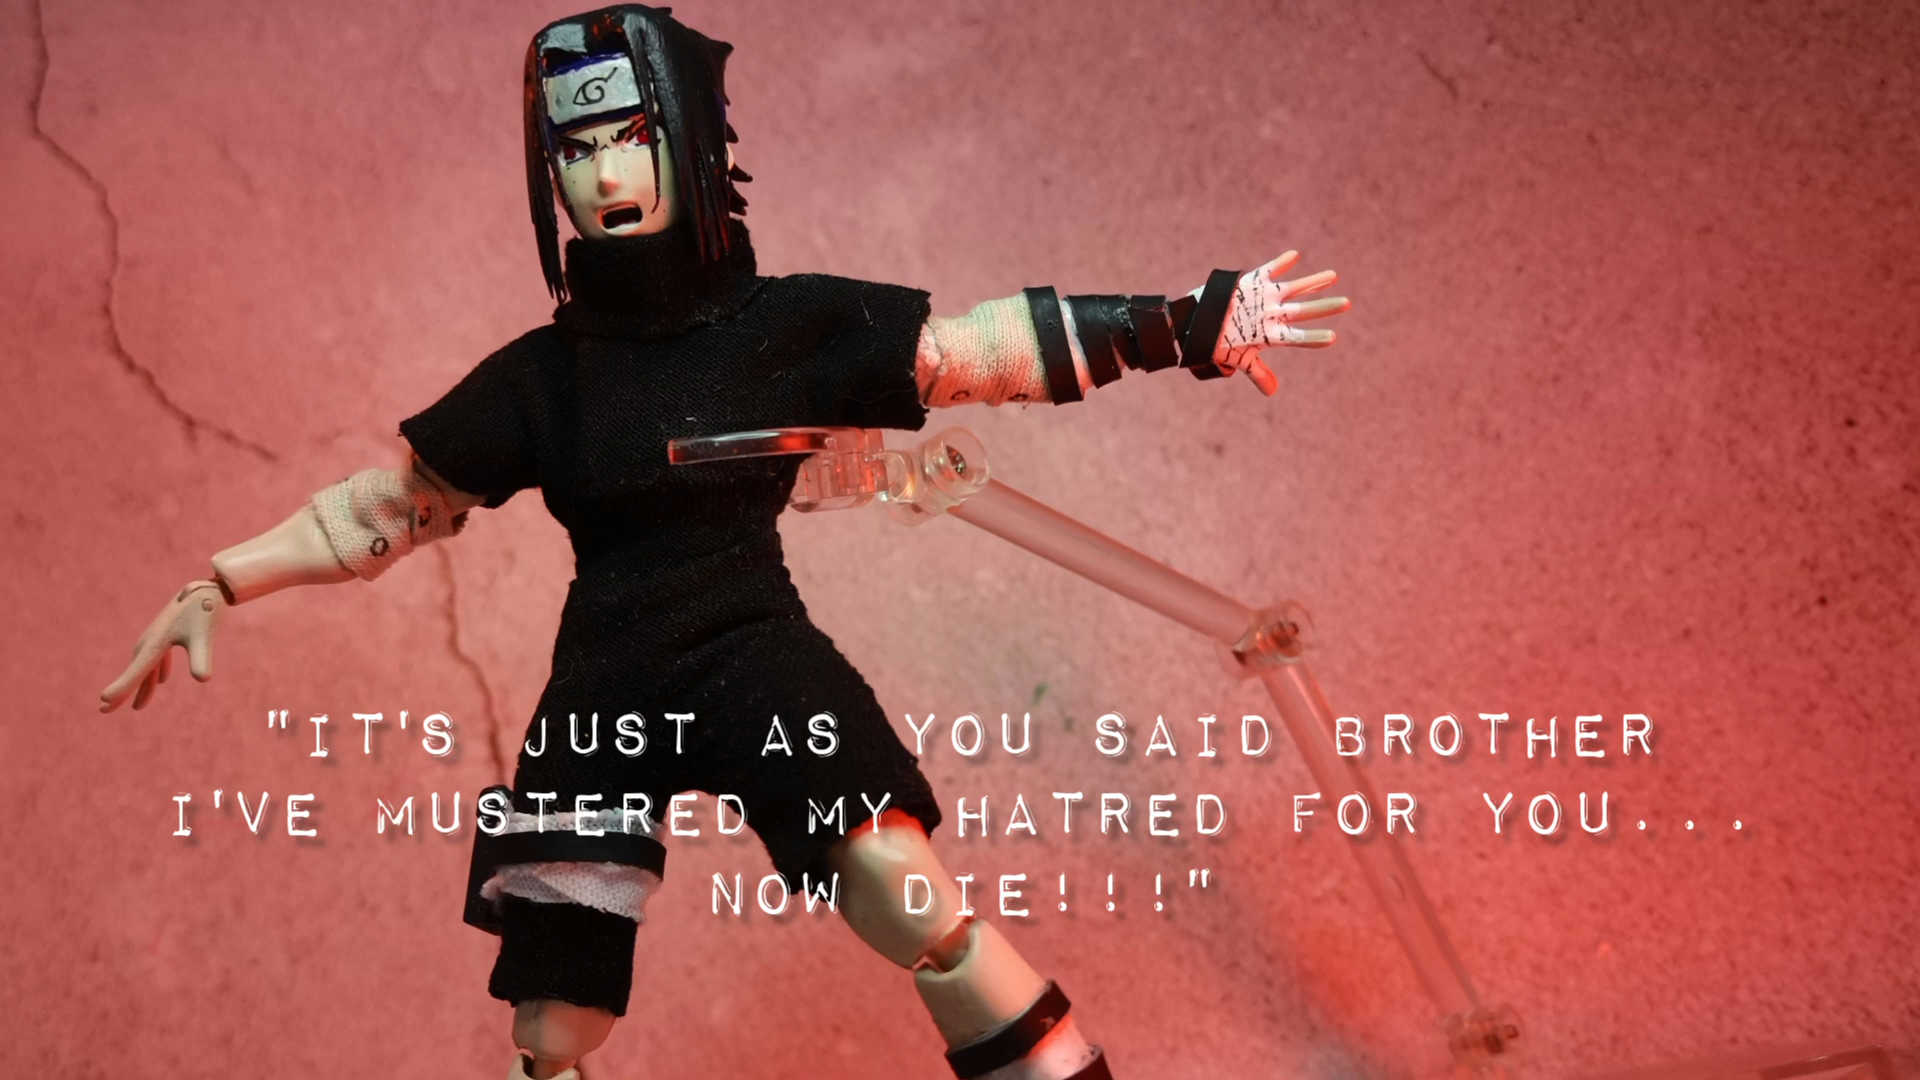 "IT'S JUST AS YOU SAID BROTHER
I'VE MUSTERED MY HATRED FOR YOU...
NOW DIE!!!"